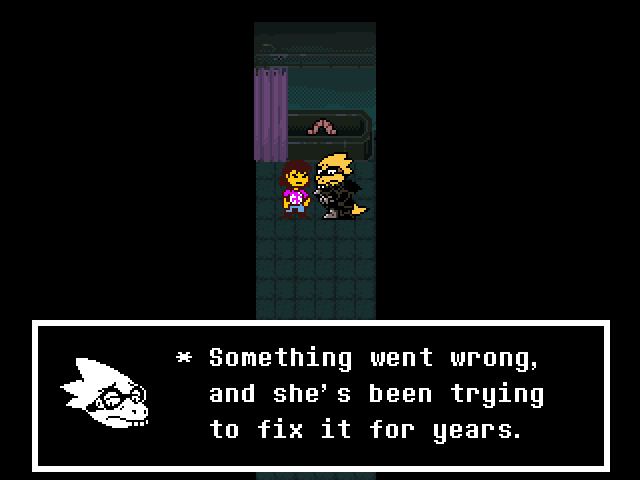 * Something went wrong,
and she's been trying
to fix it for years.